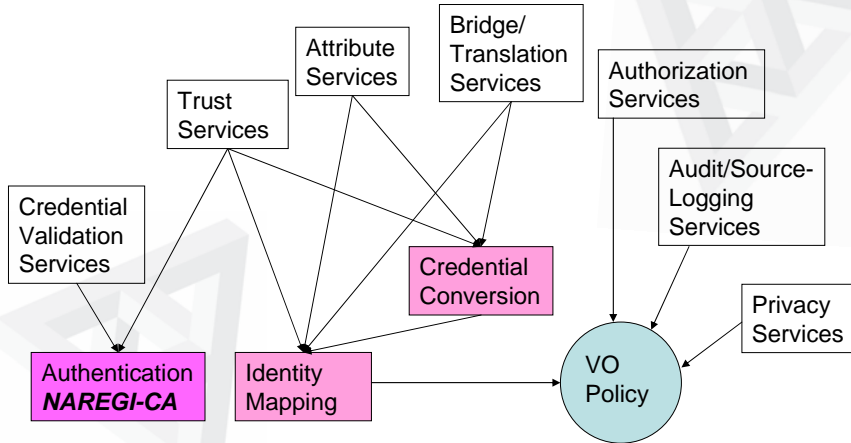 Attribute
Services
Bridge/
Translation
Services
Authorization
Services
Trust
Services
Audit/Source-
Logging
Services
Credential
Validation
Services
Credential
Conversion
Privacy
Services
Authentication
NAREGI-CA
Identity
Mapping
VO
Policy